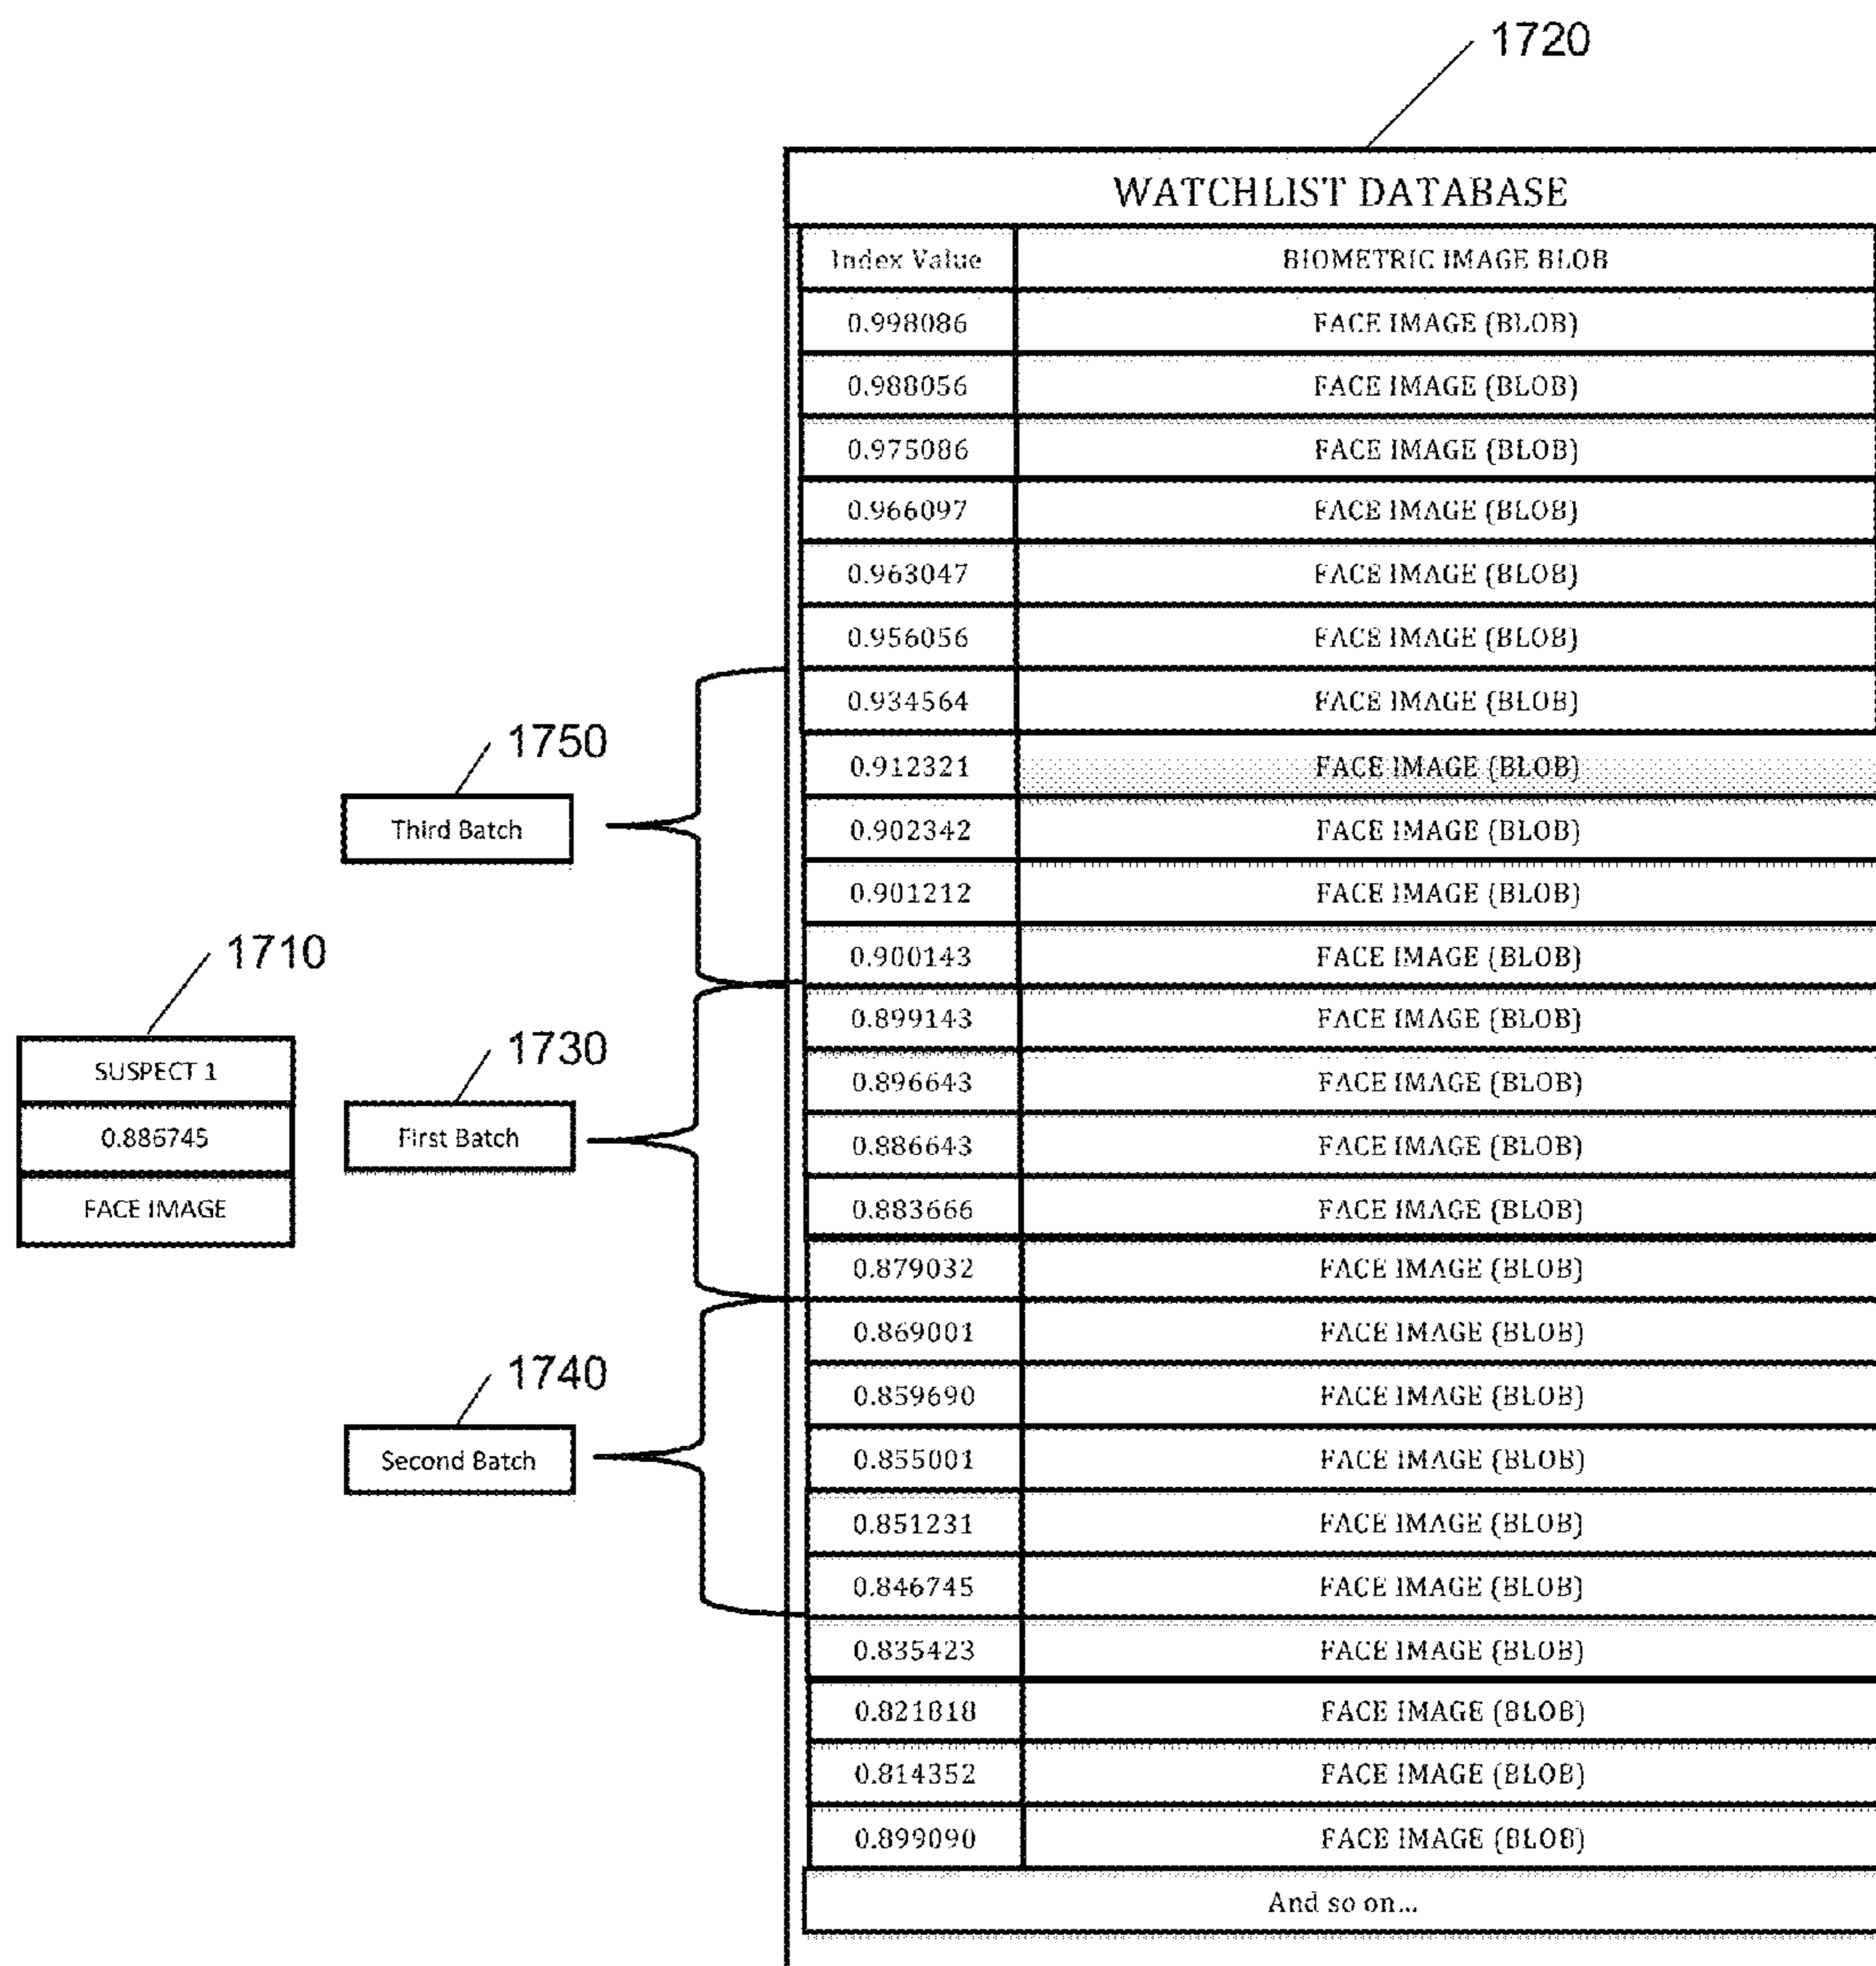 1720
WATCHLIST DATABASE
Index Value BIOMETRIC IMAGE BLOB
0.998086 FACE IMAGE (BLOB)
0.988056 FACE IMAGE (BLOB)
0.975086 FACE IMAGE (BLOB)
0.966097 FACE IMAGE (BLOB)
0.963047 FACE IMAGE (BLOB)
0.956056 FACE IMAGE (BLOB)
0.934564 FACE IMAGE (BLOB)
0.912321 FACE IMAGE (BLOB)
0.902342 FACE IMAGE (BLOB)
0.901212 FACE IMAGE (BLOB)
0.900143 FACE IMAGE (BLOB)
0.899143 FACE IMAGE (BLOB)
0.896643 FACE IMAGE (BLOB)
0.886643 FACE IMAGE (BLOB)
0.883666 FACE IMAGE (BLOB)
0.879032 FACE IMAGE (BLOB)
0.869001 FACE IMAGE (BLOB)
0.859690 FACE IMAGE (BLOB)
0.855001 FACE IMAGE (BLOB)
0.851231 FACE IMAGE (BLOB)
0.846745 FACE IMAGE (BLOB)
0.835423 FACE IMAGE (BLOB)
0.821818 FACE IMAGE (BLOB)
0.814352 FACE IMAGE (BLOB)
0.899090 FACE IMAGE (BLOB)
And so on...
1750
Third Batch
1710
SUSPECT 1
0.886745
FACE IMAGE
1730
First Batch
1740
Second Batch